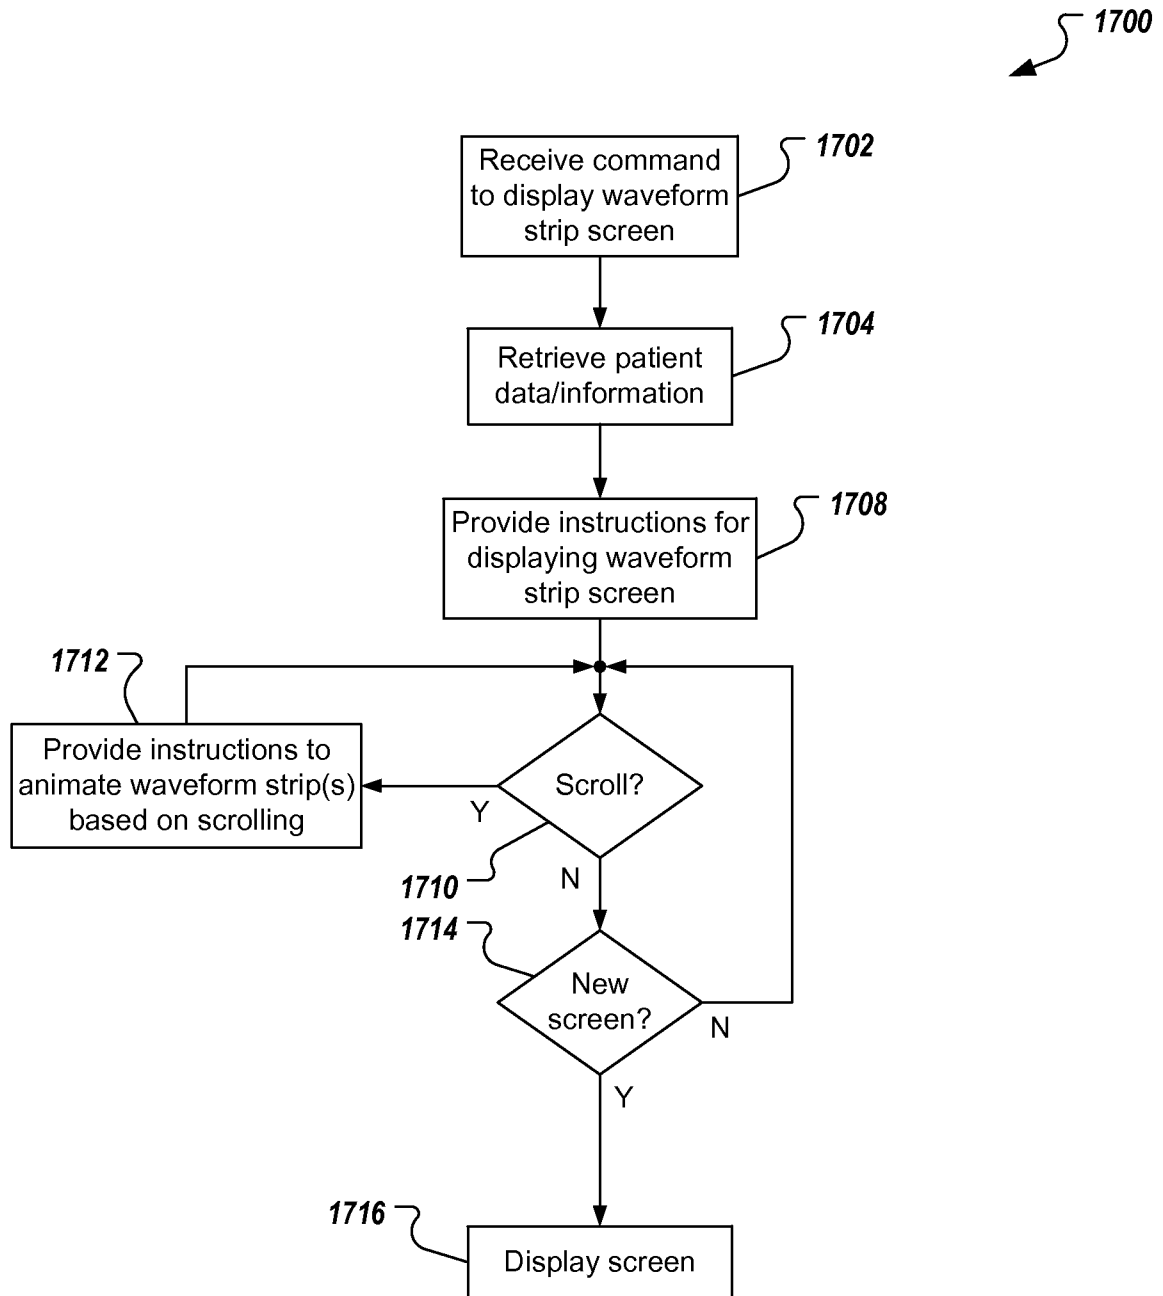 1700
Receive command
to display waveform
strip screen
1702
Retrieve patient
data/information
1704
Provide instructions for
displaying waveform
strip screen
1708
1712
Provide instructions to
animate waveform strip(s)
based on scrolling
Scroll?
Y
1710
N
1714
New
screen?
N
Y
1716
Display screen